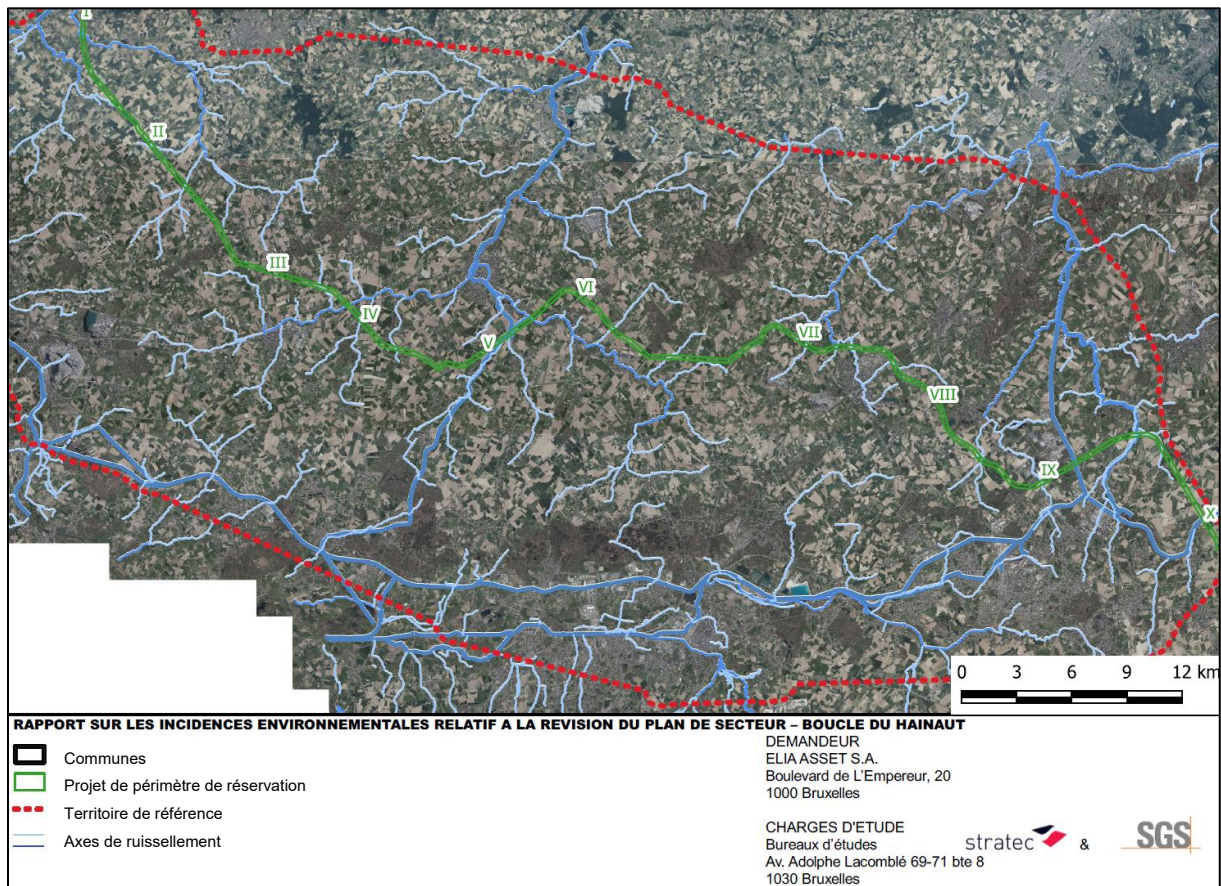 I
II
III
IV
V
VI
VII
VIII
IX
X
0 3 6 9 12 km
RAPPORT SUR LES INCIDENCES ENVIRONNEMENTALES RELATIF A LA REVISION DU PLAN DE SECTEUR – BOUCLE DU HAINAUT
Communes
Projet de périmètre de réservation
Territoire de référence
Axes de ruissellement
DEMANDEUR
ELIA ASSET S.A.
Boulevard de L'Empereur, 20
1000 Bruxelles
CHARGES D'ETUDE
Bureaux d'études
Av. Adolphe Lacomblé 69-71 bte 8
1030 Bruxelles
stratec & SGS